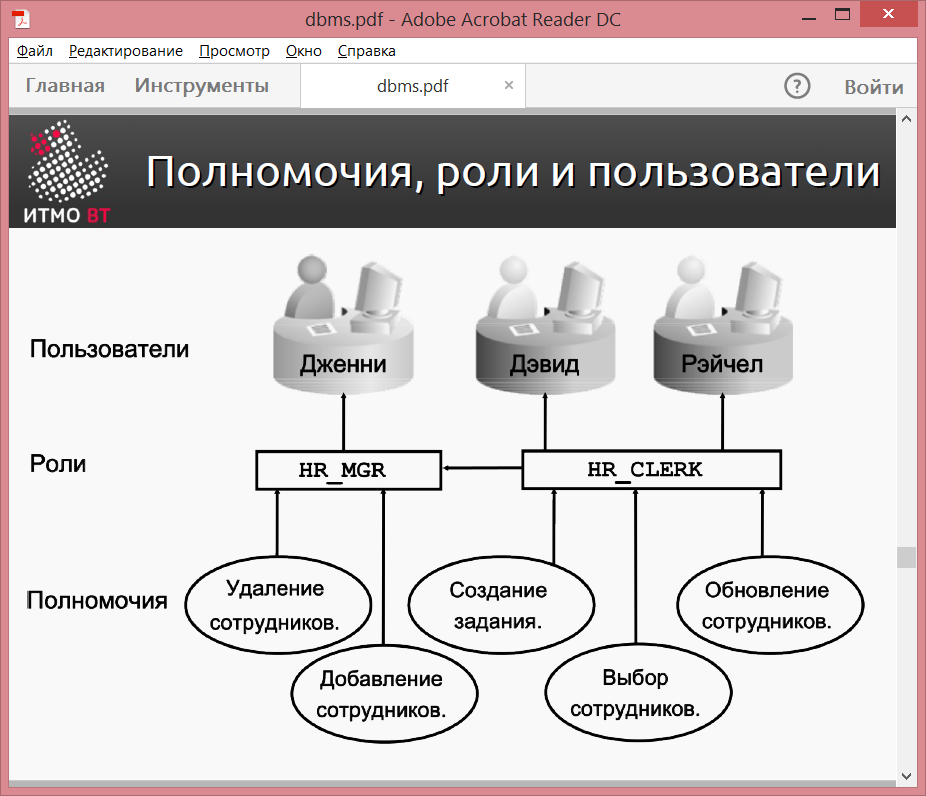 dbms.pdf - Adobe Acrobat Reader DC
Файл Редактирование Просмотр Окно Справка
Главная Инструменты dbms.pdf × ? Войти
ИТМО ВТ
Полномочия, роли и пользователи
Пользователи
Дженни Дэвид Рэйчел
Роли
HR_MGR HR_CLERK
Полномочия
Удаление
сотрудников.
Создание
задания.
Обновление
сотрудников.
Добавление
сотрудников.
Выбор
сотрудников.